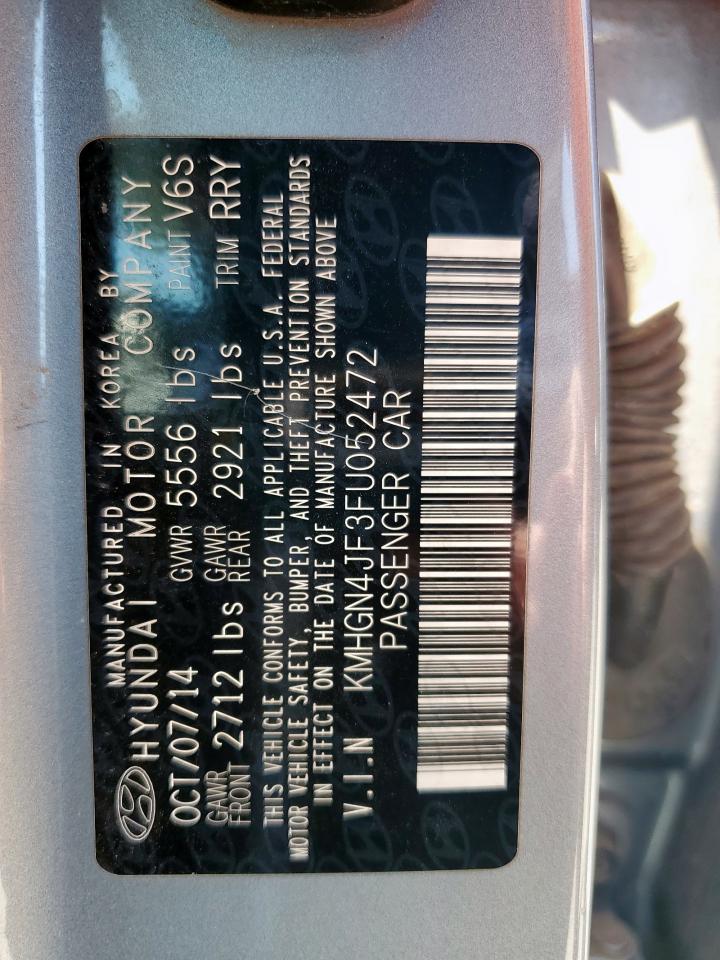 MANUFACTURED IN KOREA BY
HYUNDAI MOTOR COMPANY
OCT/07/14 GVWR 5556 lbs PAINT V6S
GAWR FRONT 2712 lbs GAWR REAR 2921 lbs TRIM RRY
THIS VEHICLE CONFORMS TO ALL APPLICABLE U.S.A. FEDERAL
MOTOR VEHICLE SAFETY, BUMPER, AND THEFT PREVENTION STANDARDS
IN EFFECT ON THE DATE OF MANUFACTURE SHOWN ABOVE
V.I.N KMHGN4JF3FU052472
PASSENGER CAR